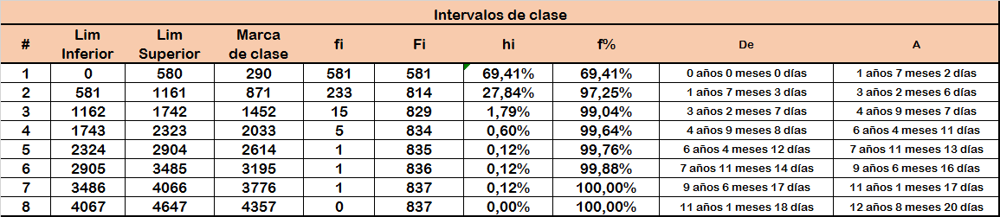 Intervalos de clase
# Lim Inferior Lim Superior Marca de clase fi Fi hi f% De A
1 0 580 290 581 581 69,41% 69,41% 0 años 0 meses 0 días 1 años 7 meses 2 días
2 581 1161 871 233 814 27,84% 97,25% 1 años 7 meses 3 días 3 años 2 meses 6 días
3 1162 1742 1452 15 829 1,79% 99,04% 3 años 2 meses 7 días 4 años 9 meses 7 días
4 1743 2323 2033 5 834 0,60% 99,64% 4 años 9 meses 8 días 6 años 4 meses 11 días
5 2324 2904 2614 1 835 0,12% 99,76% 6 años 4 meses 12 días 7 años 11 meses 13 días
6 2905 3485 3195 1 836 0,12% 99,88% 7 años 11 meses 14 días 9 años 6 meses 16 días
7 3486 4066 3776 1 837 0,12% 100,00% 9 años 6 meses 17 días 11 años 1 meses 17 días
8 4067 4647 4357 0 837 0,00% 100,00% 11 años 1 meses 18 días 12 años 8 meses 20 días